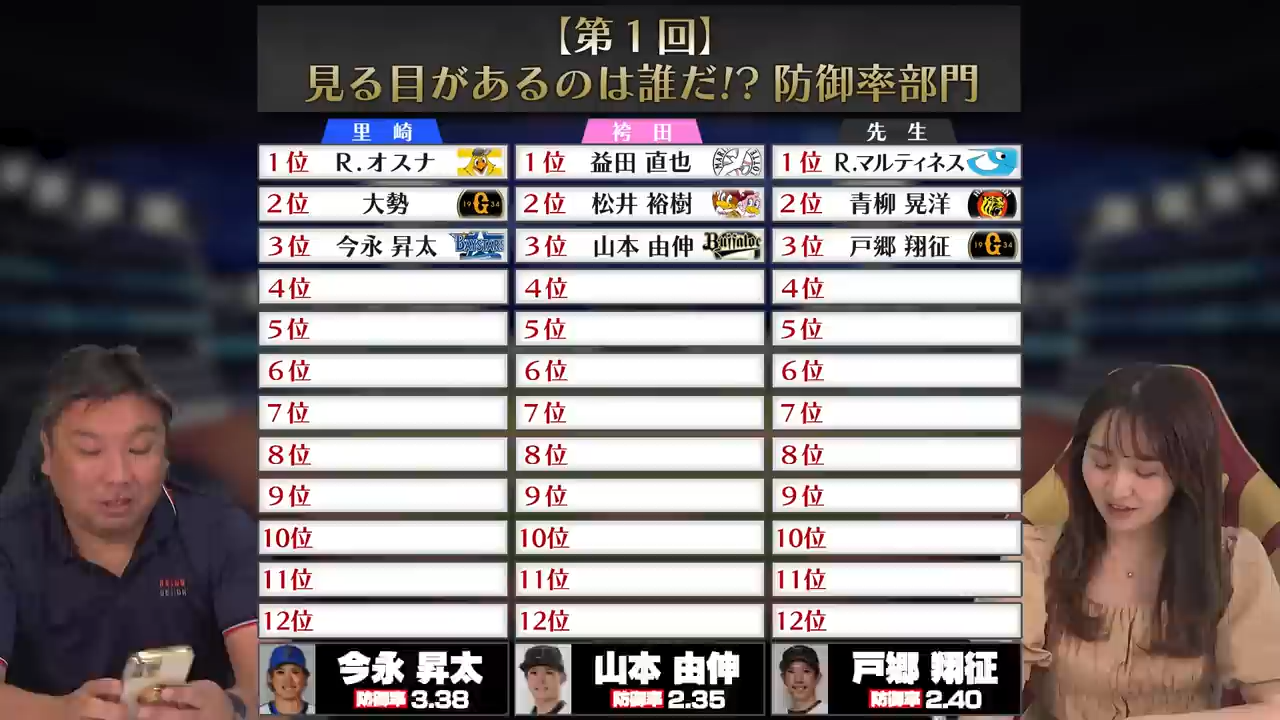 【第1回】
見る目があるのは誰だ!? 防御率部門
里崎
1位 R.オスナ
2位 大勢 19 G 34
3位 今永 昇太 BAYSTARS
4位
5位
6位
7位
8位
9位
10位
11位
12位
今永 昇太
防御率 3.38
袴田
1位 益田 直也
2位 松井 裕樹
3位 山本 由伸 Buffaloes
4位
5位
6位
7位
8位
9位
10位
11位
12位
山本 由伸
防御率 2.35
先生
1位 R.マルティネス
2位 青柳 晃洋
3位 戸郷 翔征 19 G 34
4位
5位
6位
7位
8位
9位
10位
11位
12位
戸郷 翔征
防御率 2.40